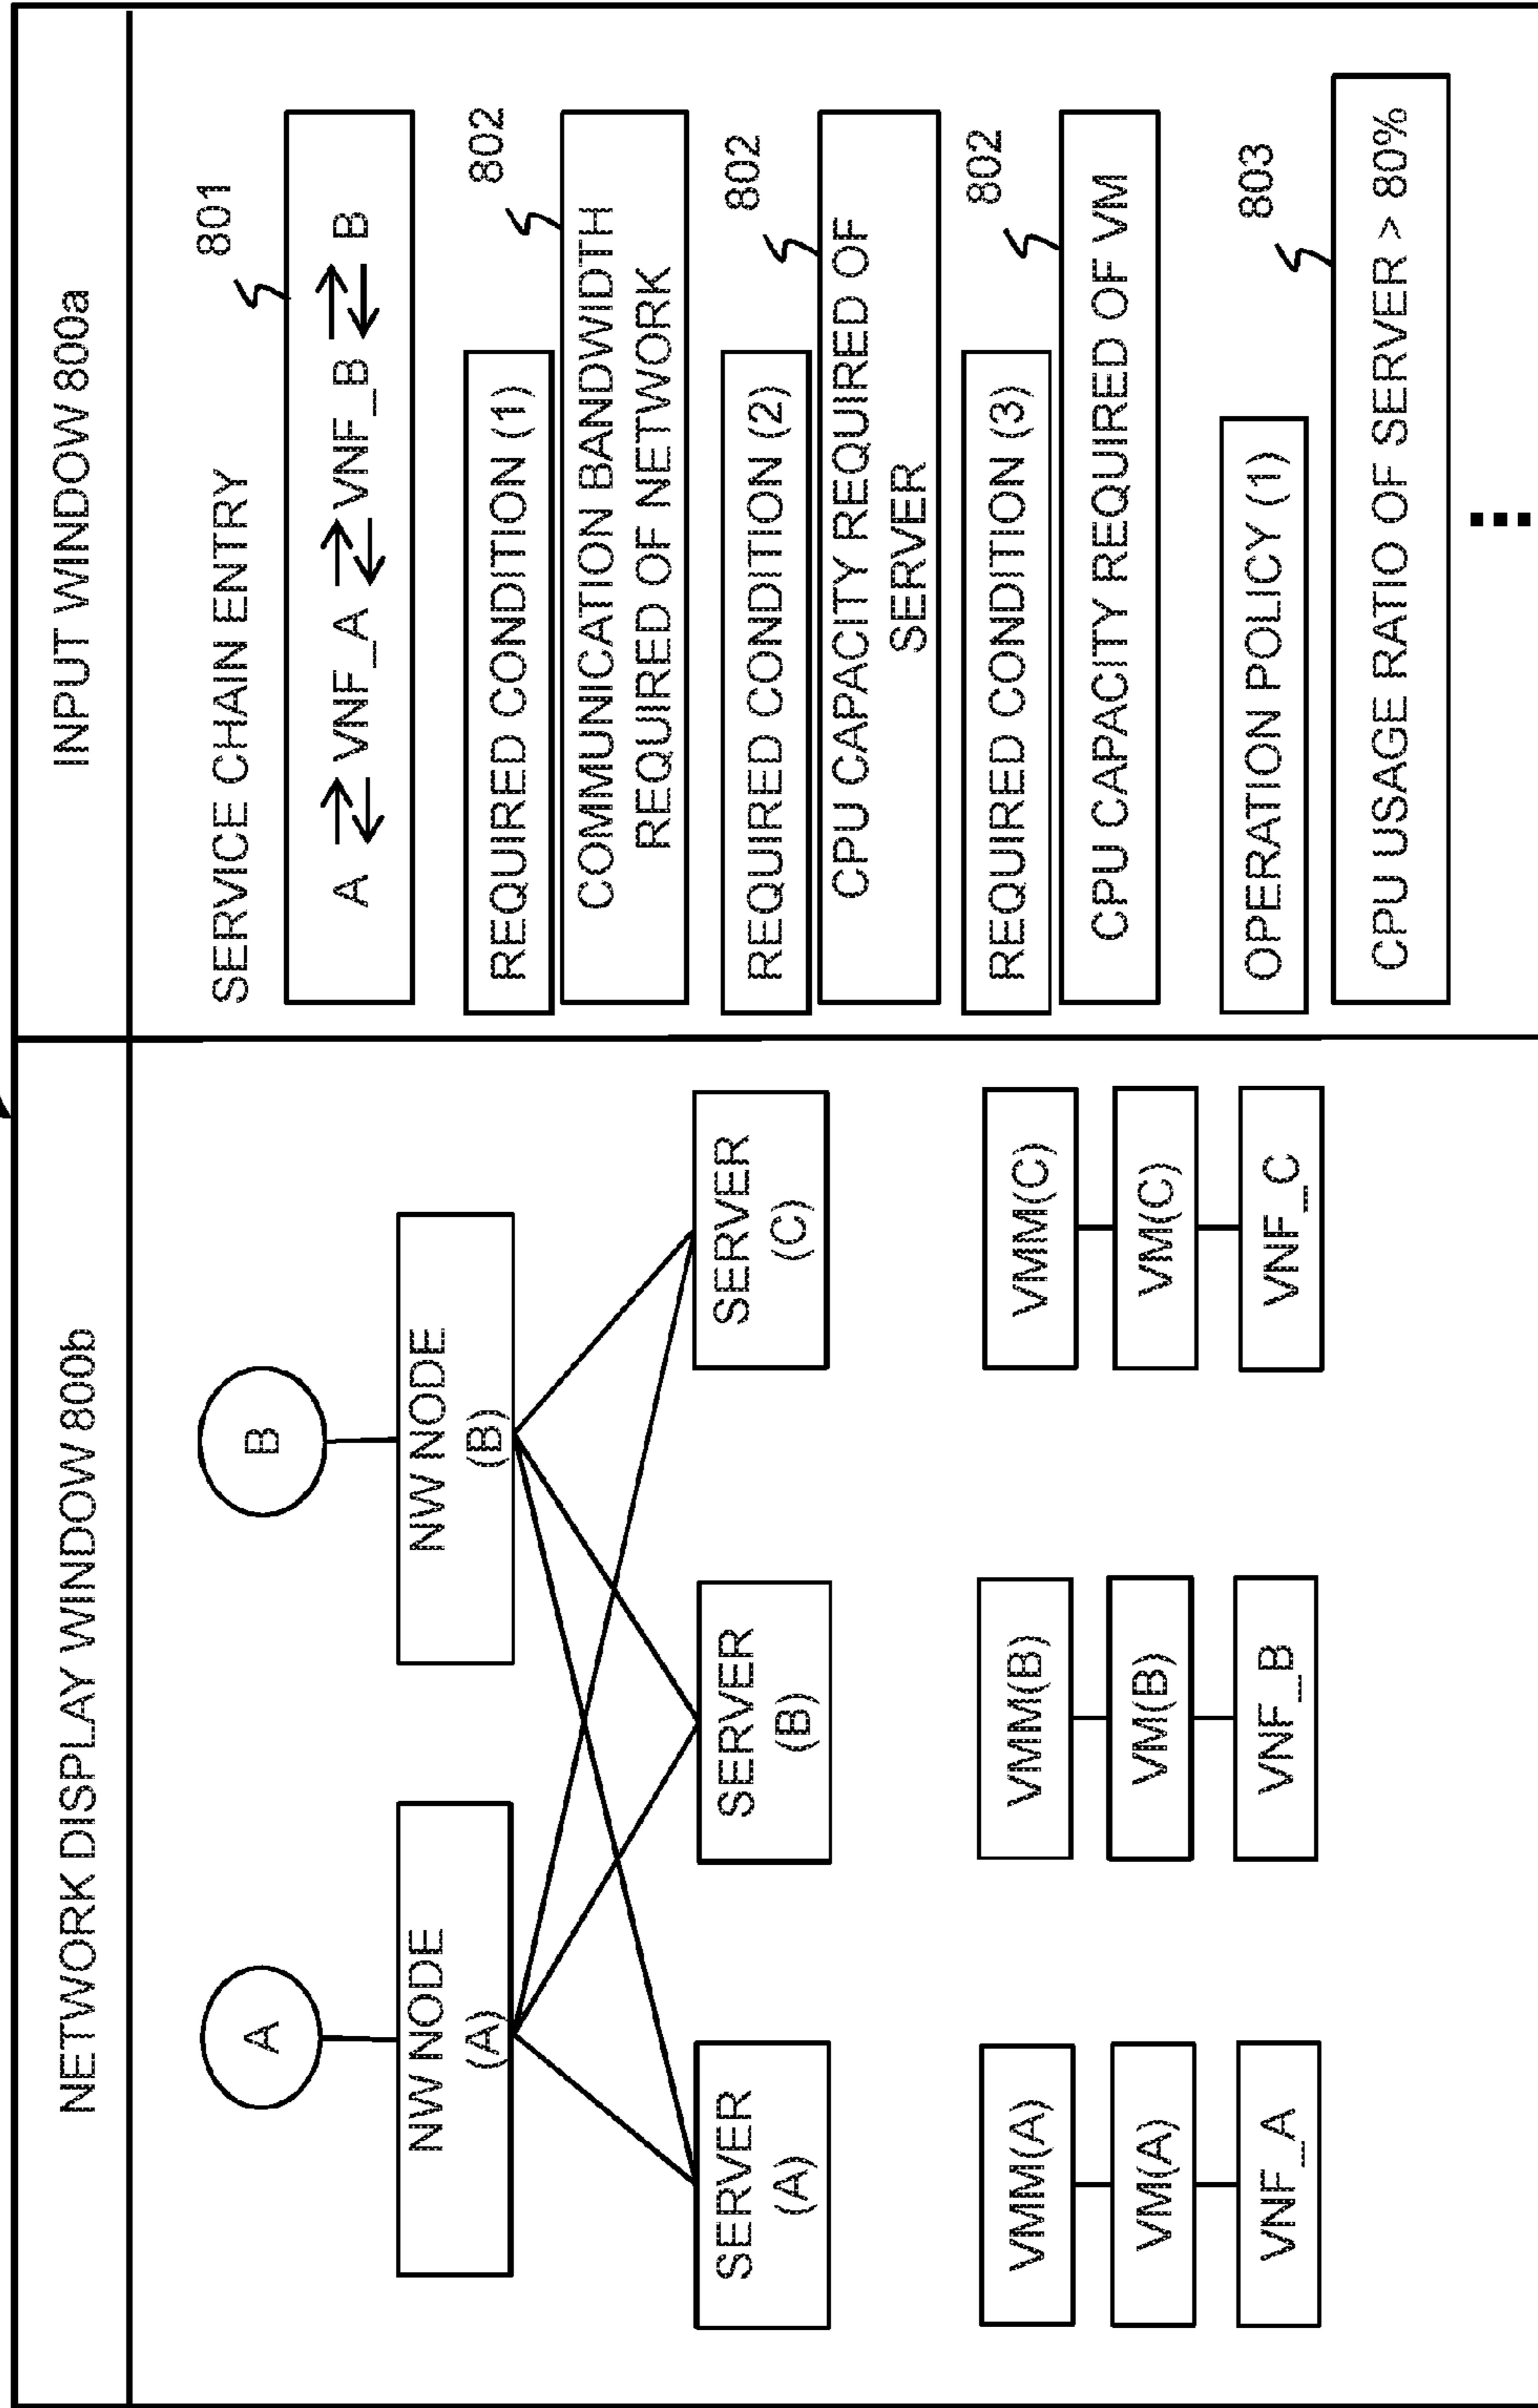 NETWORK DISPLAY WINDOW 800b
A
B
NW NODE
(A)
NW NODE
(B)
SERVER
(A)
SERVER
(B)
SERVER
(C)
VMM(A)
VMM(B)
VMM(C)
VM(A)
VM(B)
VM(C)
VNF_A
VNF_B
VNF_C
INPUT WINDOW 800a
SERVICE CHAIN ENTRY
801
A ⇄ VNF_A ⇄ VNF_B ⇄ B
REQUIRED CONDITION (1)
802
COMMUNICATION BANDWIDTH
REQUIRED OF NETWORK
REQUIRED CONDITION (2)
802
CPU CAPACITY REQUIRED OF
SERVER
REQUIRED CONDITION (3)
802
CPU CAPACITY REQUIRED OF VM
OPERATION POLICY (1)
803
CPU USAGE RATIO OF SERVER > 80%
⋮